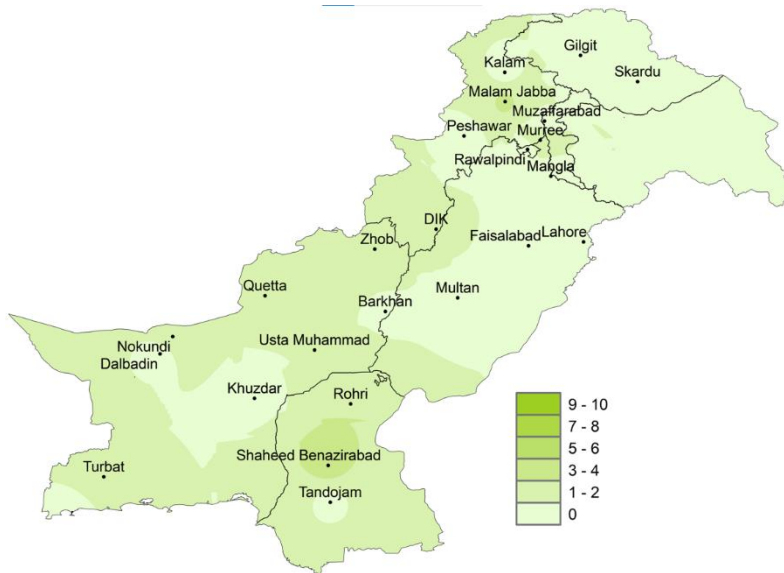 Gilgit
Kalam
Skardu
Malam Jabba
Muzaffarabad
Peshawar
Murree
Rawalpindi
Mangla
DIK
Zhob
Faisalabad
Lahore
Quetta
Multan
Barkhan
Nokundi
Usta Muhammad
Dalbadin
Khuzdar
Rohri
Shaheed Benazirabad
Turbat
Tandojam
9 - 10
7 - 8
5 - 6
3 - 4
1 - 2
0